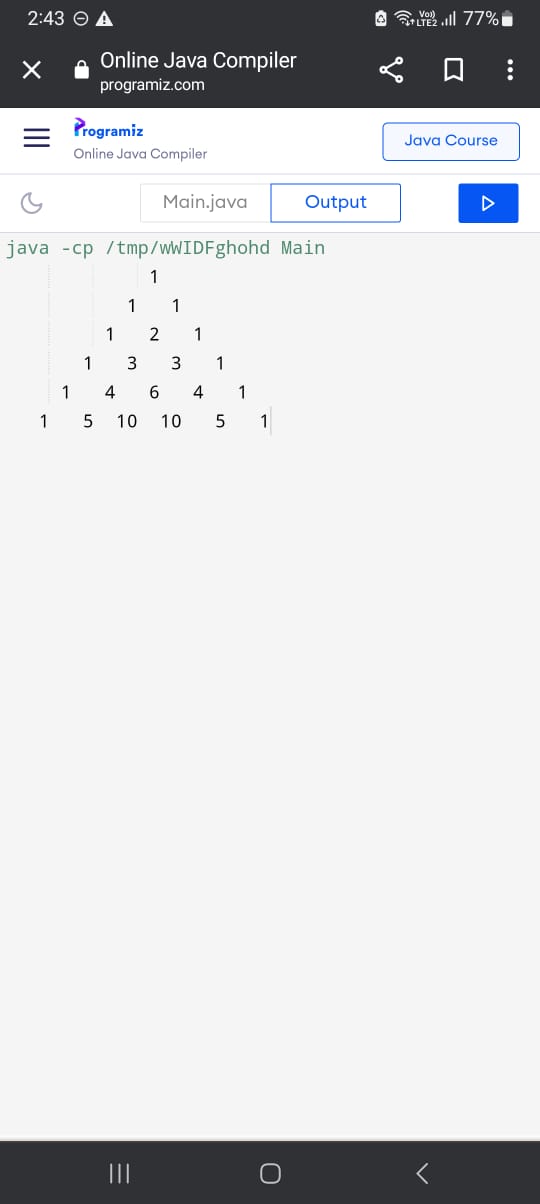 2:43 Vo)) LTE2 77%
Online Java Compiler
programiz.com
Programiz
Online Java Compiler
Java Course
Main.java Output
java -cp /tmp/wWIDFghohd Main
1
1 1
1 2 1
1 3 3 1
1 4 6 4 1
1 5 10 10 5 1